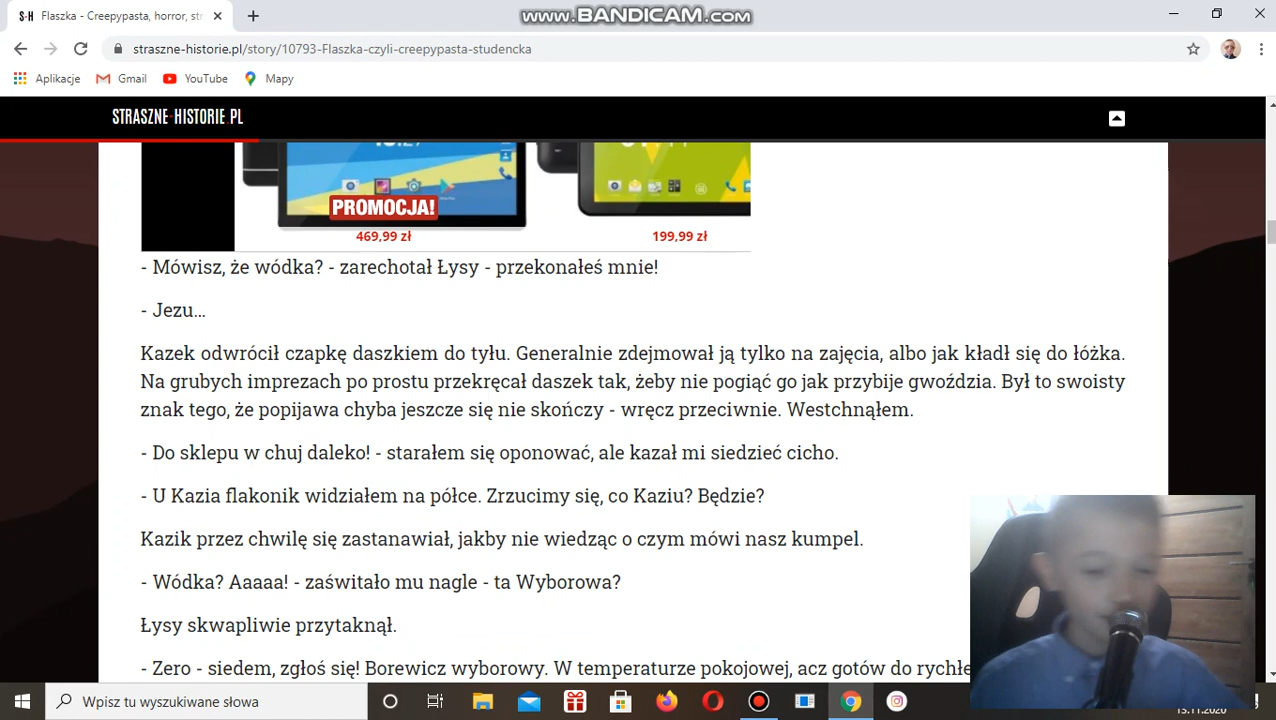 www.BANDICAM.com
S-H Flaszka - Creepypasta, horror, str
straszne-historie.pl/story/10793-Flaszka-czyli-creepypasta-studencka
Aplikacje Gmail YouTube Mapy
STRASZNE-HISTORIE.PL
PROMOCJA!
469,99 zł 199,99 zł
- Mówisz, że wódka? - zarechotał Łysy - przekonałeś mnie!
- Jezu...
Kazek odwrócił czapkę daszkiem do tyłu. Generalnie zdejmował ją tylko na zajęcia, albo jak kładł się do łóżka.
Na grubych imprezach po prostu przekręcał daszek tak, żeby nie pogiąć go jak przybije gwoździa. Był to swoisty
znak tego, że popijawa chyba jeszcze się nie skończy - wręcz przeciwnie. Westchnąłem.
- Do sklepu w chuj daleko! - starałem się oponować, ale kazał mi siedzieć cicho.
- U Kazia flakonik widziałem na półce. Zrzucimy się, co Kaziu? Będzie?
Kazik przez chwilę się zastanawiał, jakby nie wiedząc o czym mówi nasz kumpel.
- Wódka? Aaaaa! - zaświtało mu nagle - ta Wyborowa?
Łysy skwapliwie przytaknął.
- Zero - siedem, zgłoś się! Borewicz wyborowy. W temperaturze pokojowej, acz gotów do rychłe
Wpisz tu wyszukiwane słowa
13.11.2020